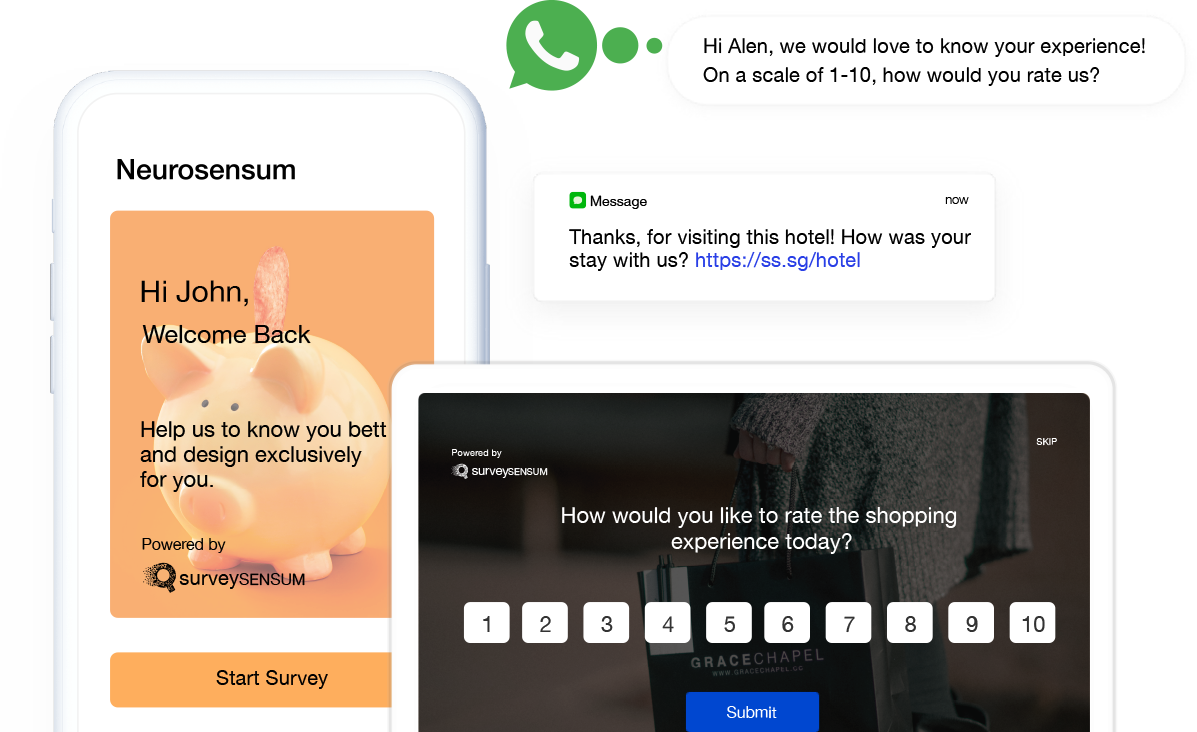 Hi Alen, we would love to know your experience!
On a scale of 1-10, how would you rate us?
Neurosensum
Hi John,
Welcome Back
Help us to know you bett
and design exclusively
for you.
Powered by
surveySENSUM
Start Survey
Message
now
Thanks, for visiting this hotel! How was your
stay with us? https://ss.sg/hotel
Powered by
surveySENSUM
SKIP
How would you like to rate the shopping
experience today?
1 2 3 4 5 6 7 8 9 10
GRACECHAPEL
WWW.GRACECHAPEL.CC
Submit